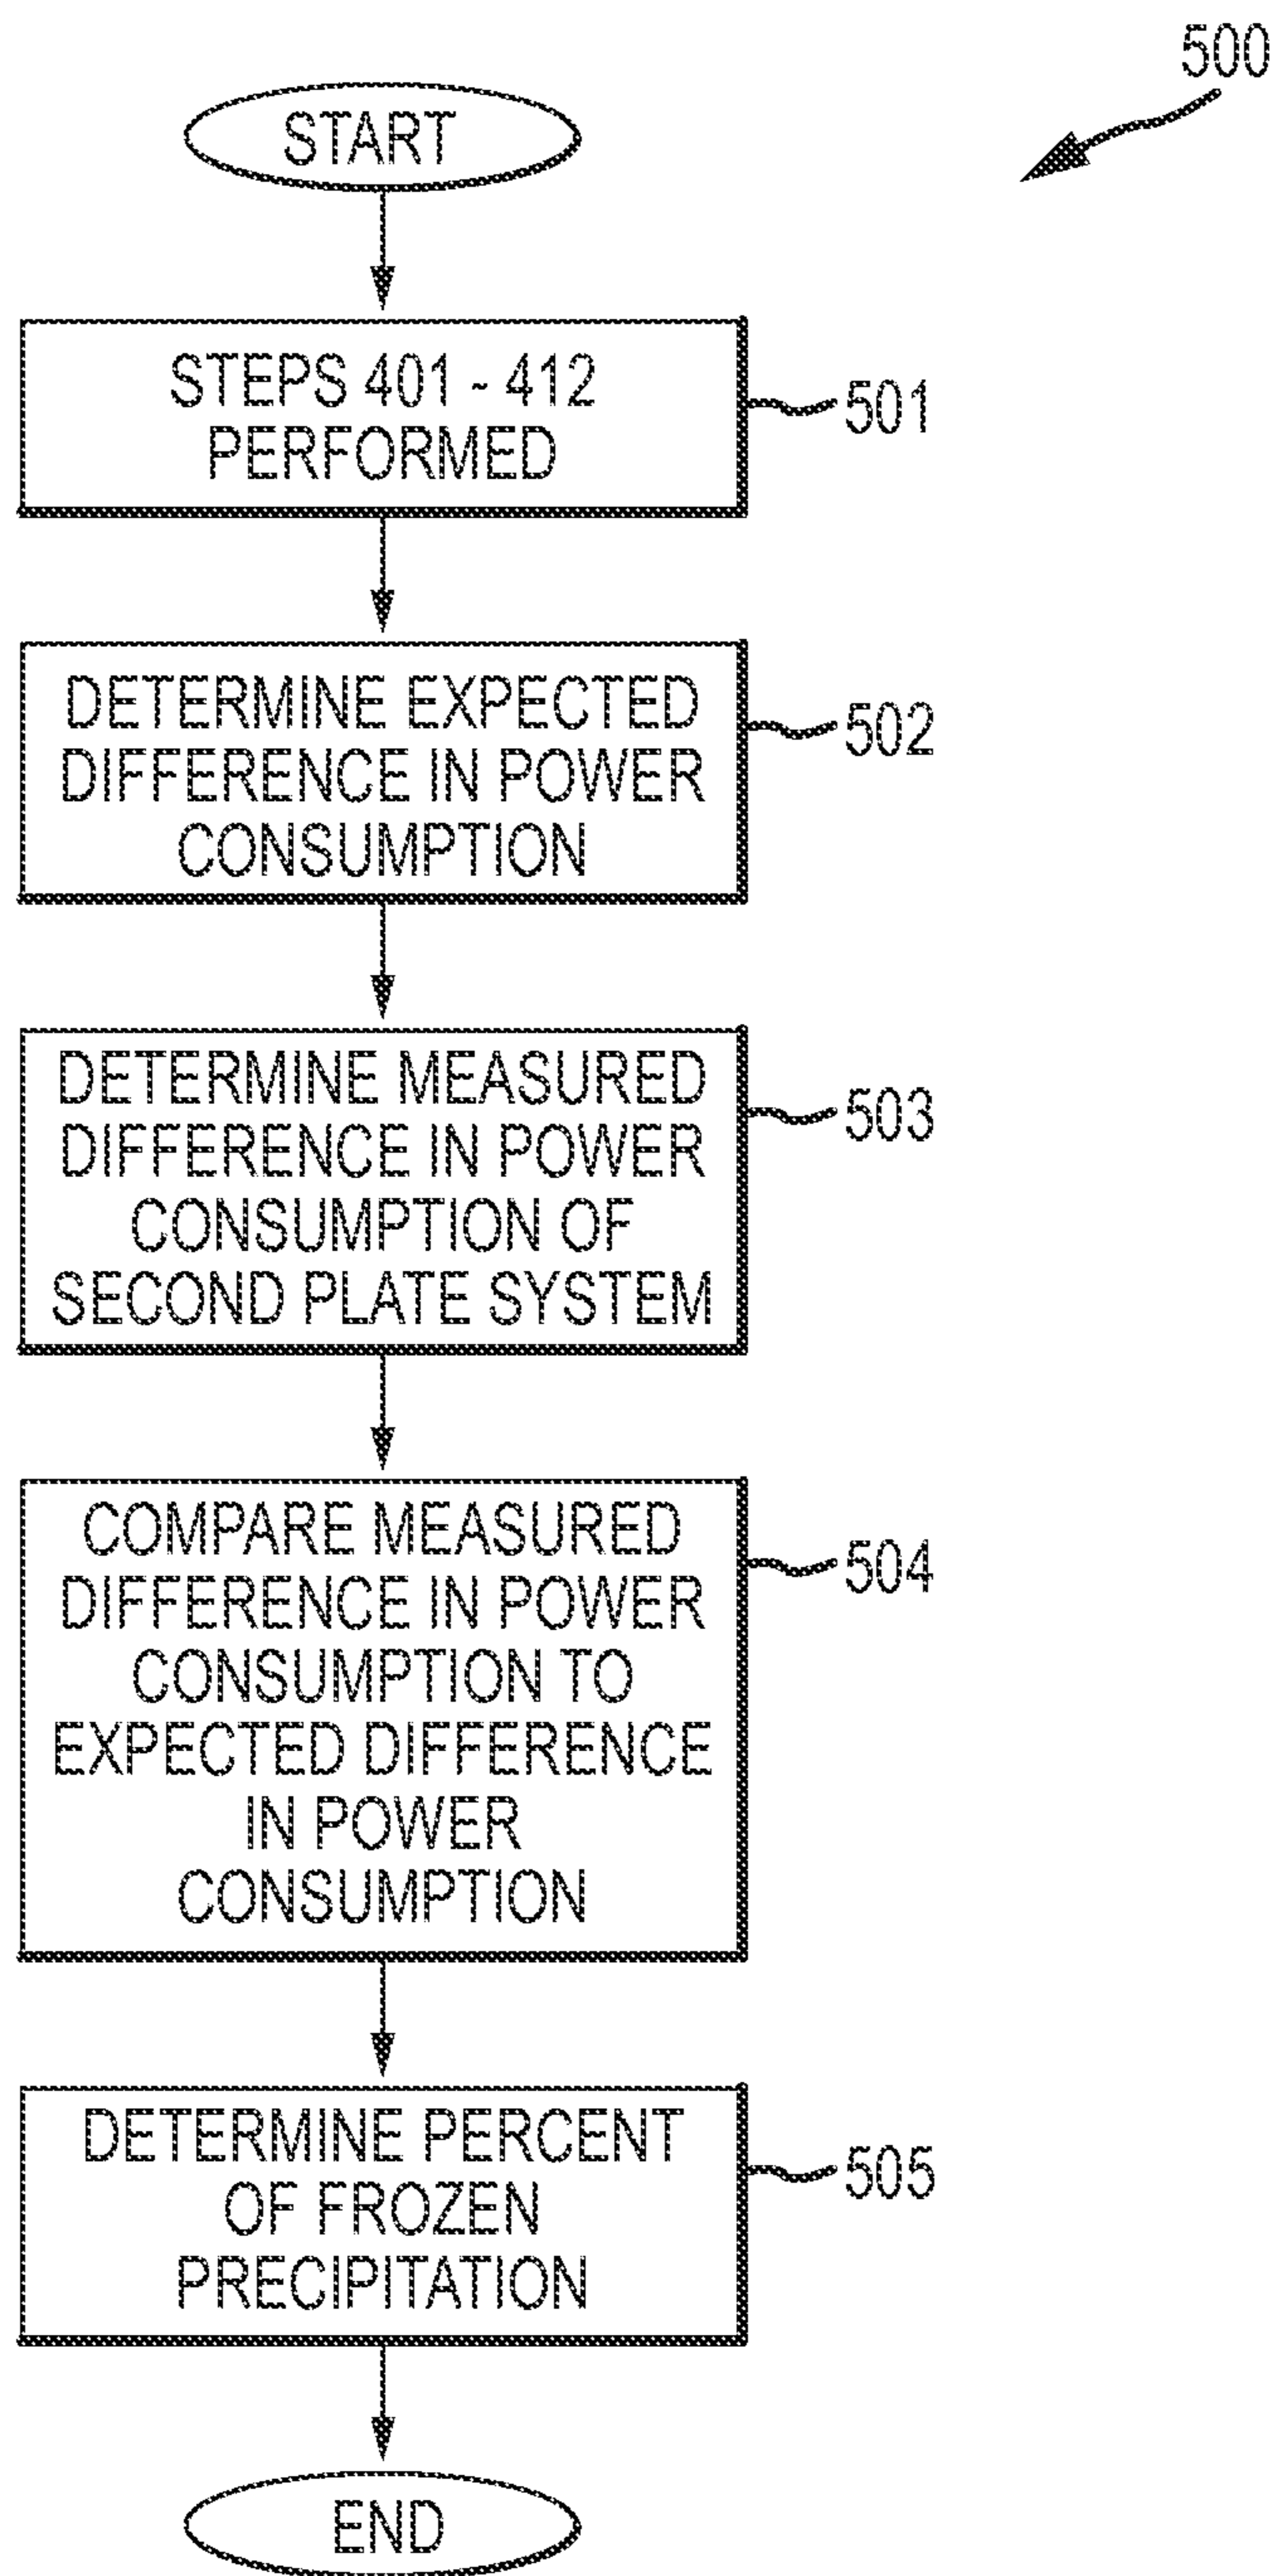 500
START
STEPS 401 - 412
PERFORMED
501
DETERMINE EXPECTED
DIFFERENCE IN POWER
CONSUMPTION
502
DETERMINE MEASURED
DIFFERENCE IN POWER
CONSUMPTION OF
SECOND PLATE SYSTEM
503
COMPARE MEASURED
DIFFERENCE IN POWER
CONSUMPTION TO
EXPECTED DIFFERENCE
IN POWER
CONSUMPTION
504
DETERMINE PERCENT
OF FROZEN
PRECIPITATION
505
END